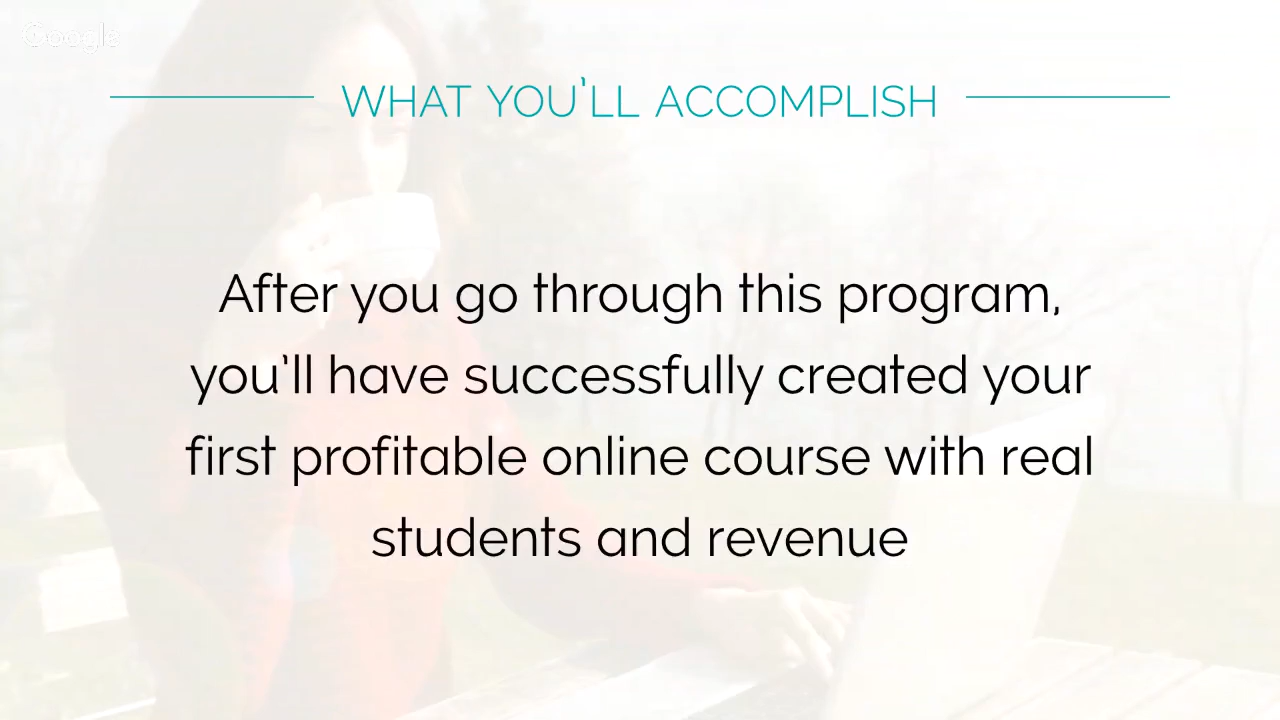 Google
WHAT YOU'LL ACCOMPLISH
After you go through this program,
you'll have successfully created your
first profitable online course with real
students and revenue